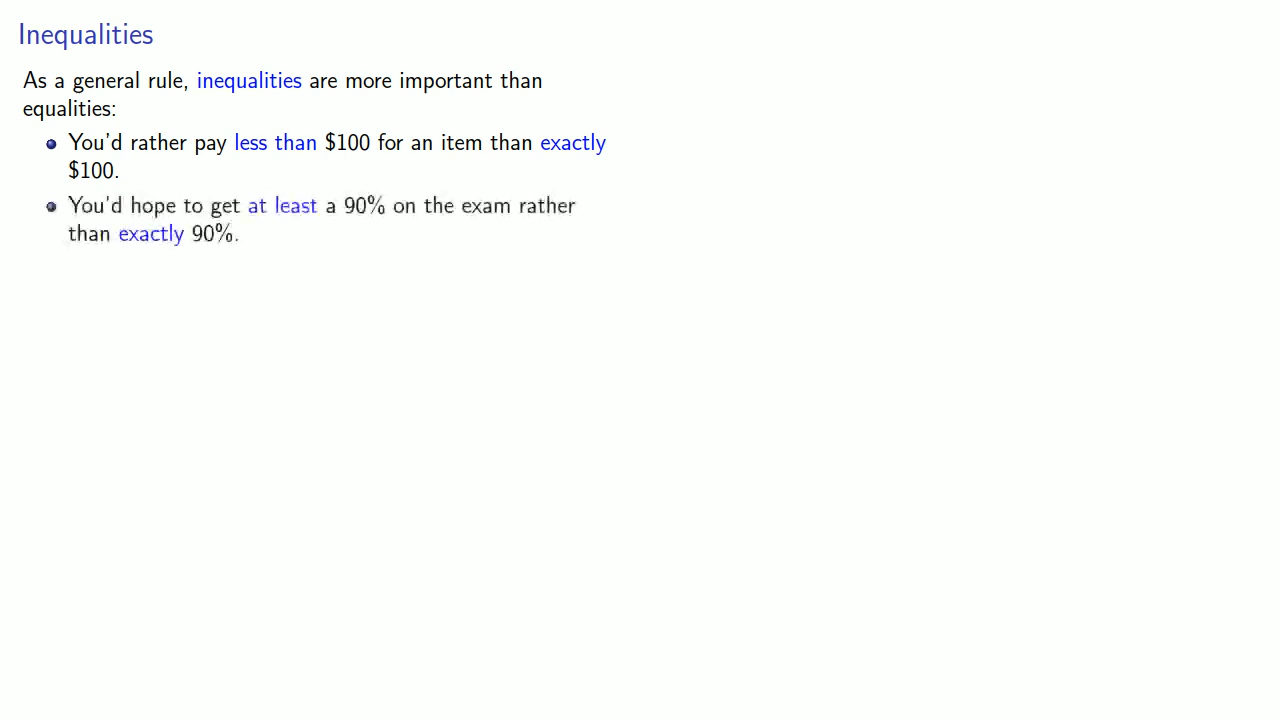 Inequalities
As a general rule, inequalities are more important than
equalities:
You'd rather pay less than $100 for an item than exactly
$100.
You'd hope to get at least a 90% on the exam rather
than exactly 90%.